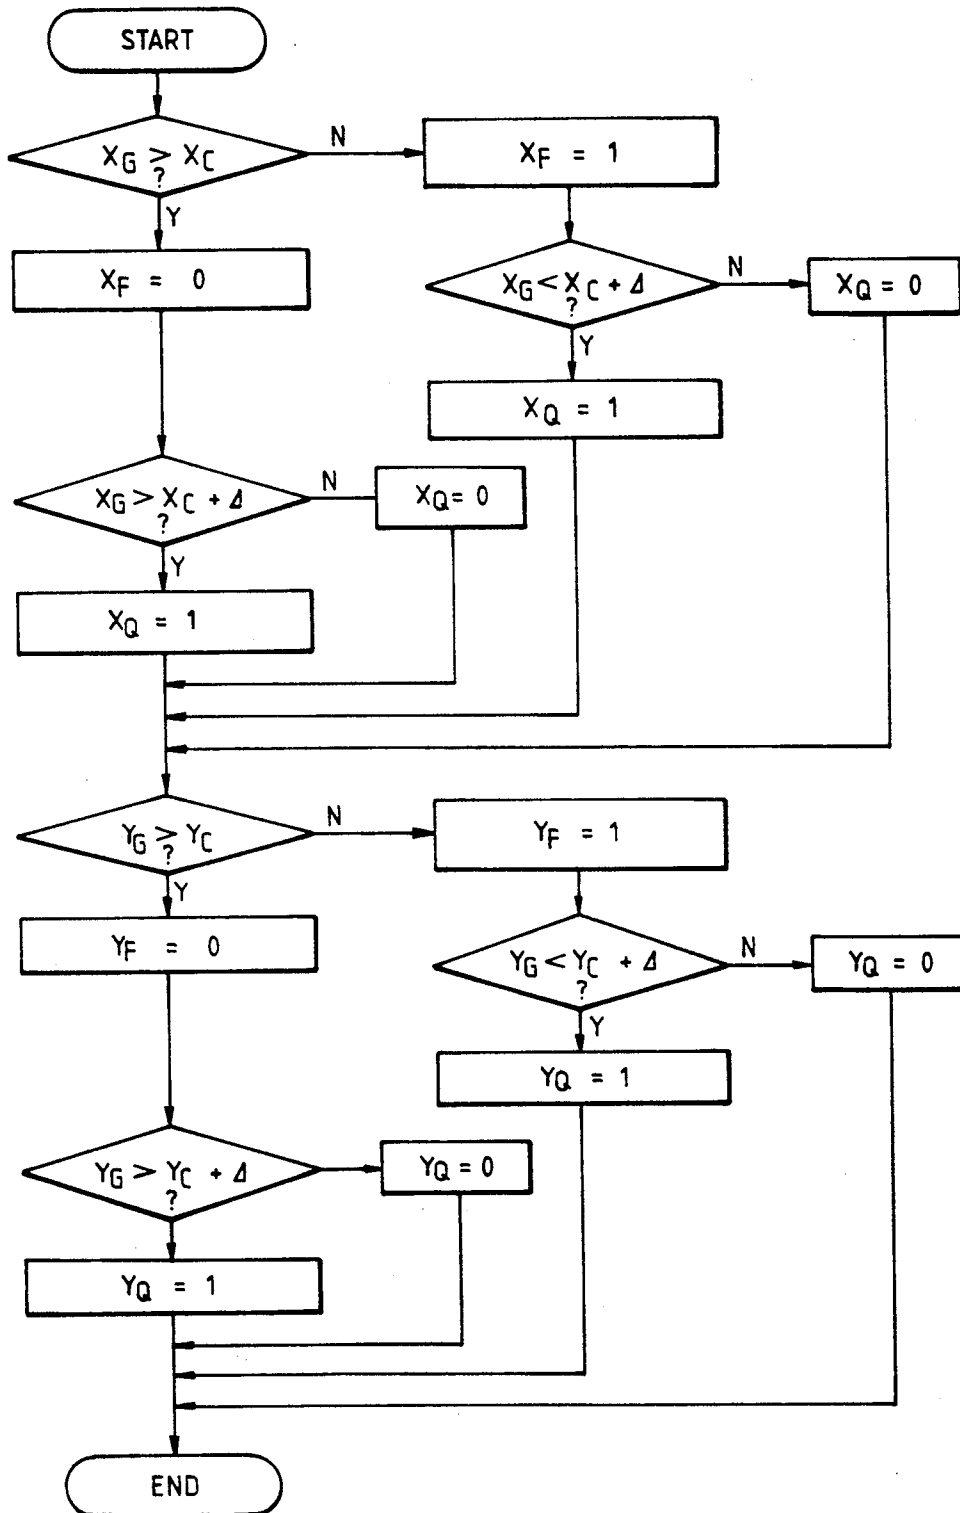 START
X_G > X_C
?
N
X_F = 1
Y
X_F = 0
X_G < X_C + Δ
?
N
X_Q = 0
Y
X_Q = 1
X_G > X_C + Δ
?
N
X_Q = 0
Y
X_Q = 1
Y_G > Y_C
?
N
Y_F = 1
Y
Y_F = 0
Y_G < Y_C + Δ
?
N
Y_Q = 0
Y
Y_Q = 1
Y_G > Y_C + Δ
?
Y_Q = 0
Y_Q = 1
END